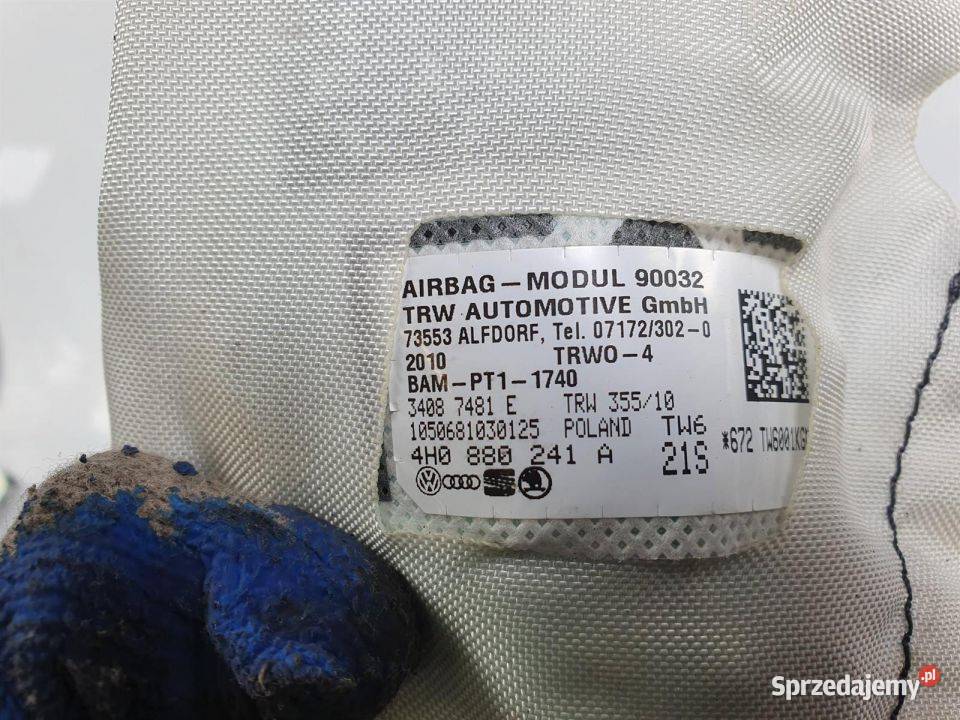 AIRBAG – MODUL 90032
TRW AUTOMOTIVE GmbH
73553 ALFDORF, Tel. 07172/302-0
2010 TRWO-4
BAM-PT1-1740
3408 7481 E TRW 355/10
1050681030125 POLAND TW6
4H0 880 241 A 21S
*672
Sprzedajemy.pl